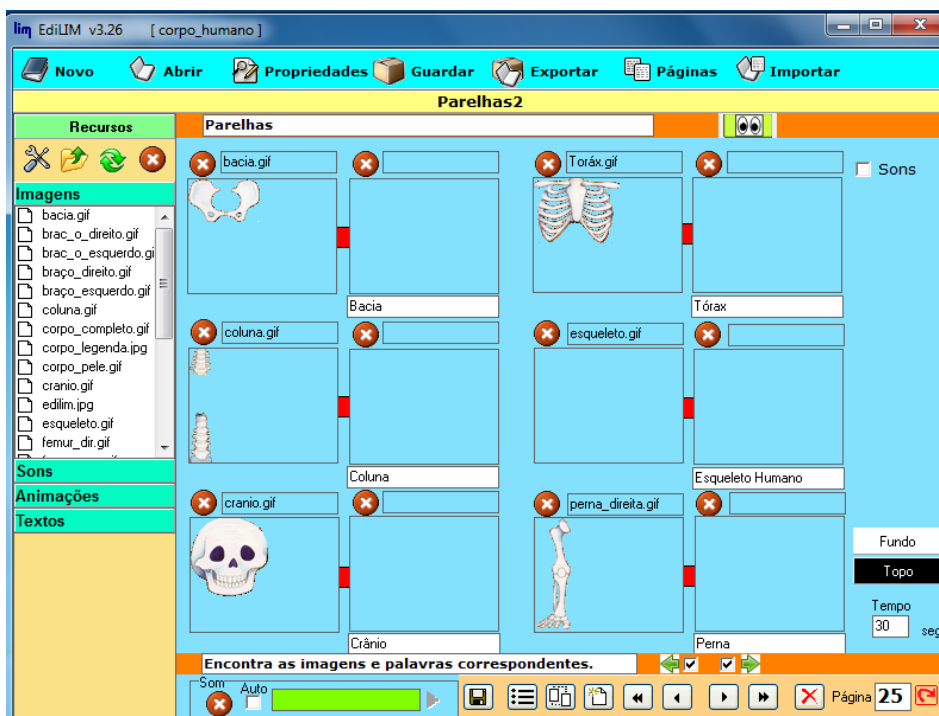 lim EdiLIM v3.26 [ corpo_humano ]
Novo Abrir Propriedades Guardar Exportar Páginas Importar
Parelhas2
Recursos
Parelhas
Imagens
bacia.gif
brac_o_direito.gif
brac_o_esquerdo.gi
braço_direito.gif
braço_esquerdo.gif
coluna.gif
corpo_completo.gif
corpo_legenda.jpg
corpo_pele.gif
cranio.gif
edilim.jpg
esqueleto.gif
femur_dir.gif
Sons
Animações
Textos
bacia.gif
Toráx.gif
Sons
Bacia
Tórax
coluna.gif
esqueleto.gif
Coluna
Esqueleto Humano
cranio.gif
perna_direita.gif
Crânio
Perna
Fundo
Topo
Tempo
30 seg
Encontra as imagens e palavras correspondentes.
Som Auto
Página 25